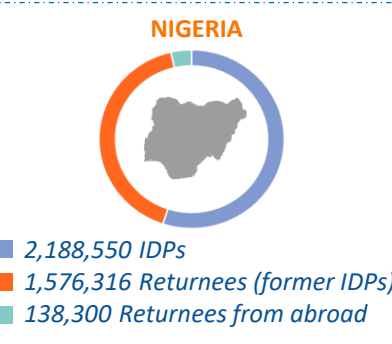 NIGERIA
2,188,550 IDPs
1,576,316 Returnees (former IDPs)
138,300 Returnees from abroad